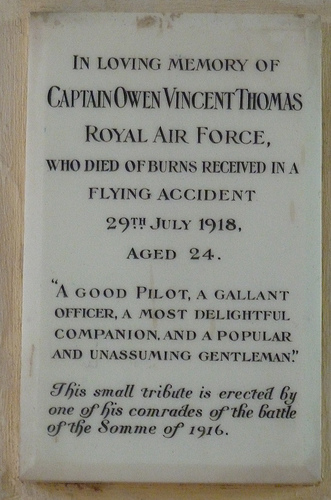 IN LOVING MEMORY OF
CAPTAIN OWEN VINCENT THOMAS
ROYAL AIR FORCE,
WHO DIED OF BURNS RECEIVED IN A
FLYING ACCIDENT
29TH JULY 1918,
AGED 24.
"A GOOD PILOT, A GALLANT
OFFICER, A MOST DELIGHTFUL
COMPANION, AND A POPULAR
AND UNASSUMING GENTLEMAN."
This small tribute is erected by
one of his comrades of the battle
of the Somme of 1916.